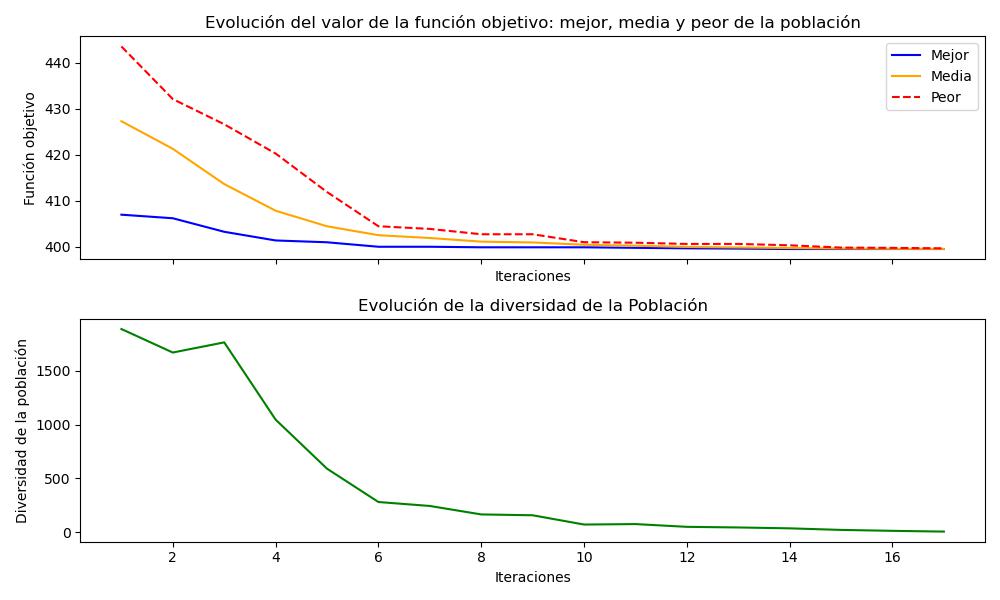 Evolución del valor de la función objetivo: mejor, media y peor de la población
Función objetivo
440
430
420
410
400
Mejor
Media
Peor
Iteraciones
Evolución de la diversidad de la Población
Diversidad de la población
1500
1000
500
0
2 4 6 8 10 12 14 16
Iteraciones